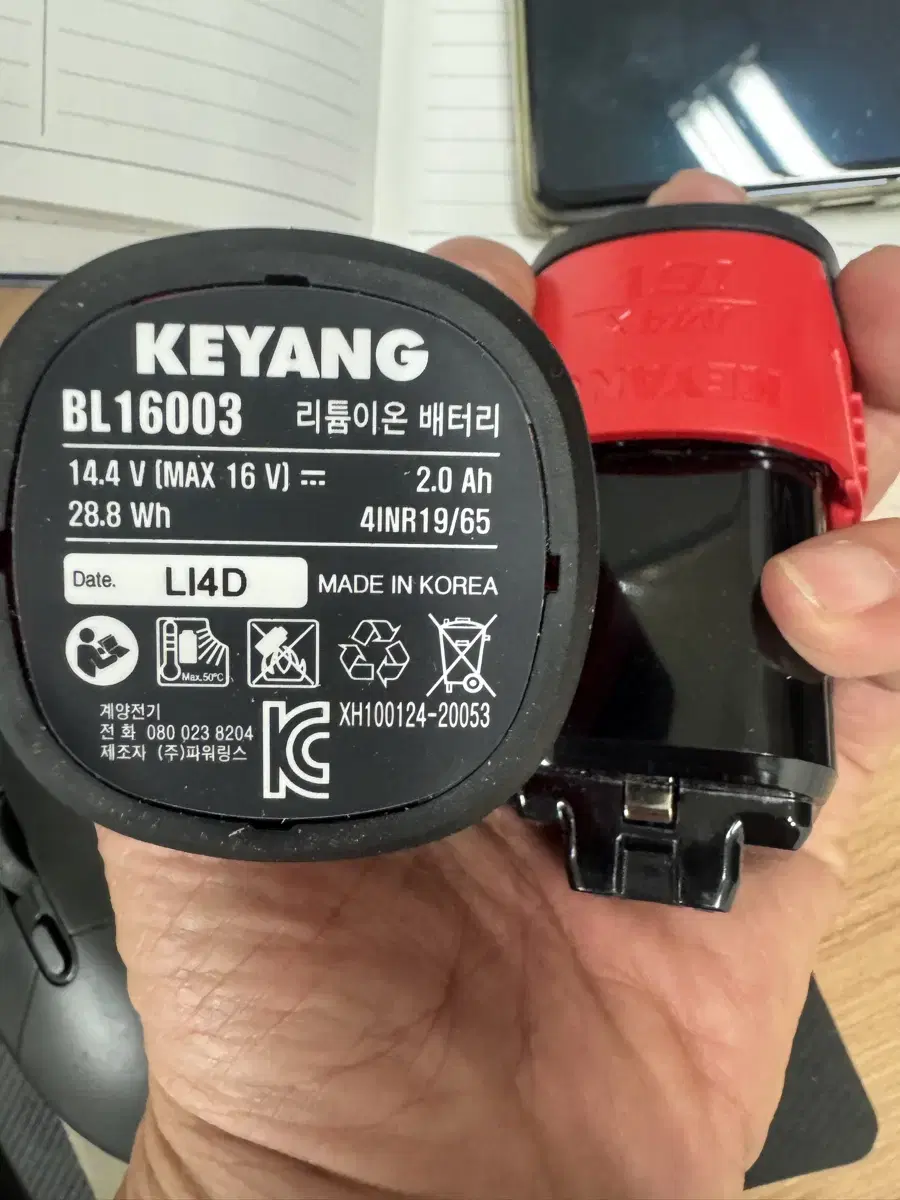 KEYANG
BL16003 리튬이온 배터리
14.4 V (MAX 16 V) ⎓ 2.0 Ah
28.8 Wh 4INR19/65
Date. LI4D MADE IN KOREA
Max.50°C
계양전기
전 화 080 023 8204
제조자 (주)파워링스
XH100124-20053
KEYANG